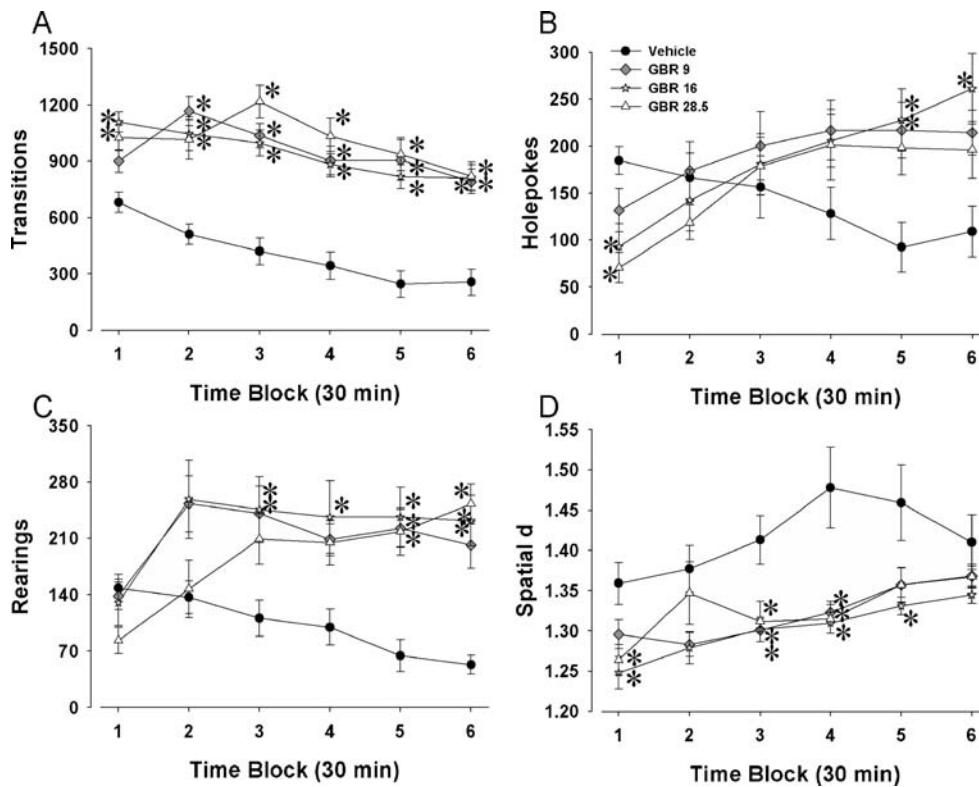 A
1500
1200
900
600
300
0
Transitions
1 2 3 4 5 6
Time Block (30 min)
B
300
250
200
150
100
50
0
Holepokes
Vehicle
GBR 9
GBR 16
GBR 28.5
1 2 3 4 5 6
Time Block (30 min)
C
350
280
210
140
70
0
Rearings
1 2 3 4 5 6
Time Block (30 min)
D
1.55
1.50
1.45
1.40
1.35
1.30
1.25
1.20
Spatial d
1 2 3 4 5 6
Time Block (30 min)